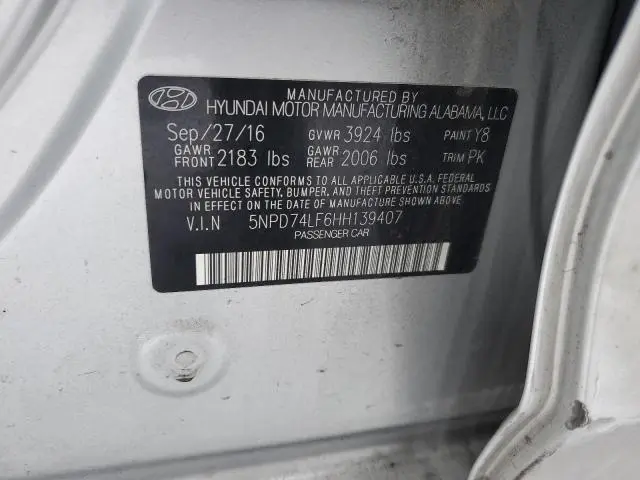 MANUFACTURED BY
HYUNDAI MOTOR MANUFACTURING ALABAMA, LLC
Sep/27/16 GVWR 3924 lbs PAINT Y8
GAWR FRONT 2183 lbs GAWR REAR 2006 lbs TRIM PK
THIS VEHICLE CONFORMS TO ALL APPLICABLE U.S.A. FEDERAL
MOTOR VEHICLE SAFETY, BUMPER, AND THEFT PREVENTION STANDARDS
IN EFFECT ON THE DATE OF MANUFACTURE SHOWN ABOVE
V.I.N 5NPD74LF6HH139407
PASSENGER CAR